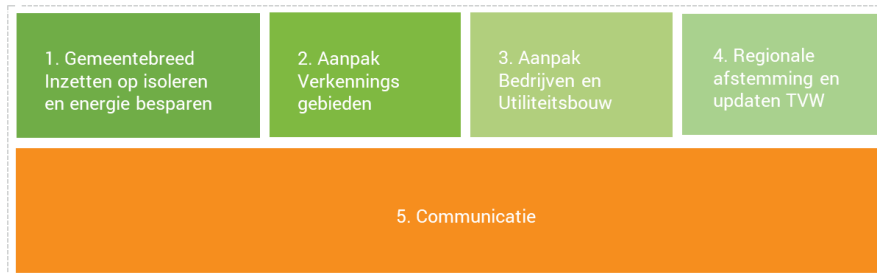 1. Gemeentebreed
Inzetten op isoleren
en energie besparen
2. Aanpak
Verkennings
gebieden
3. Aanpak
Bedrijven en
Utiliteitsbouw
4. Regionale
afstemming en
updaten TVW
5. Communicatie